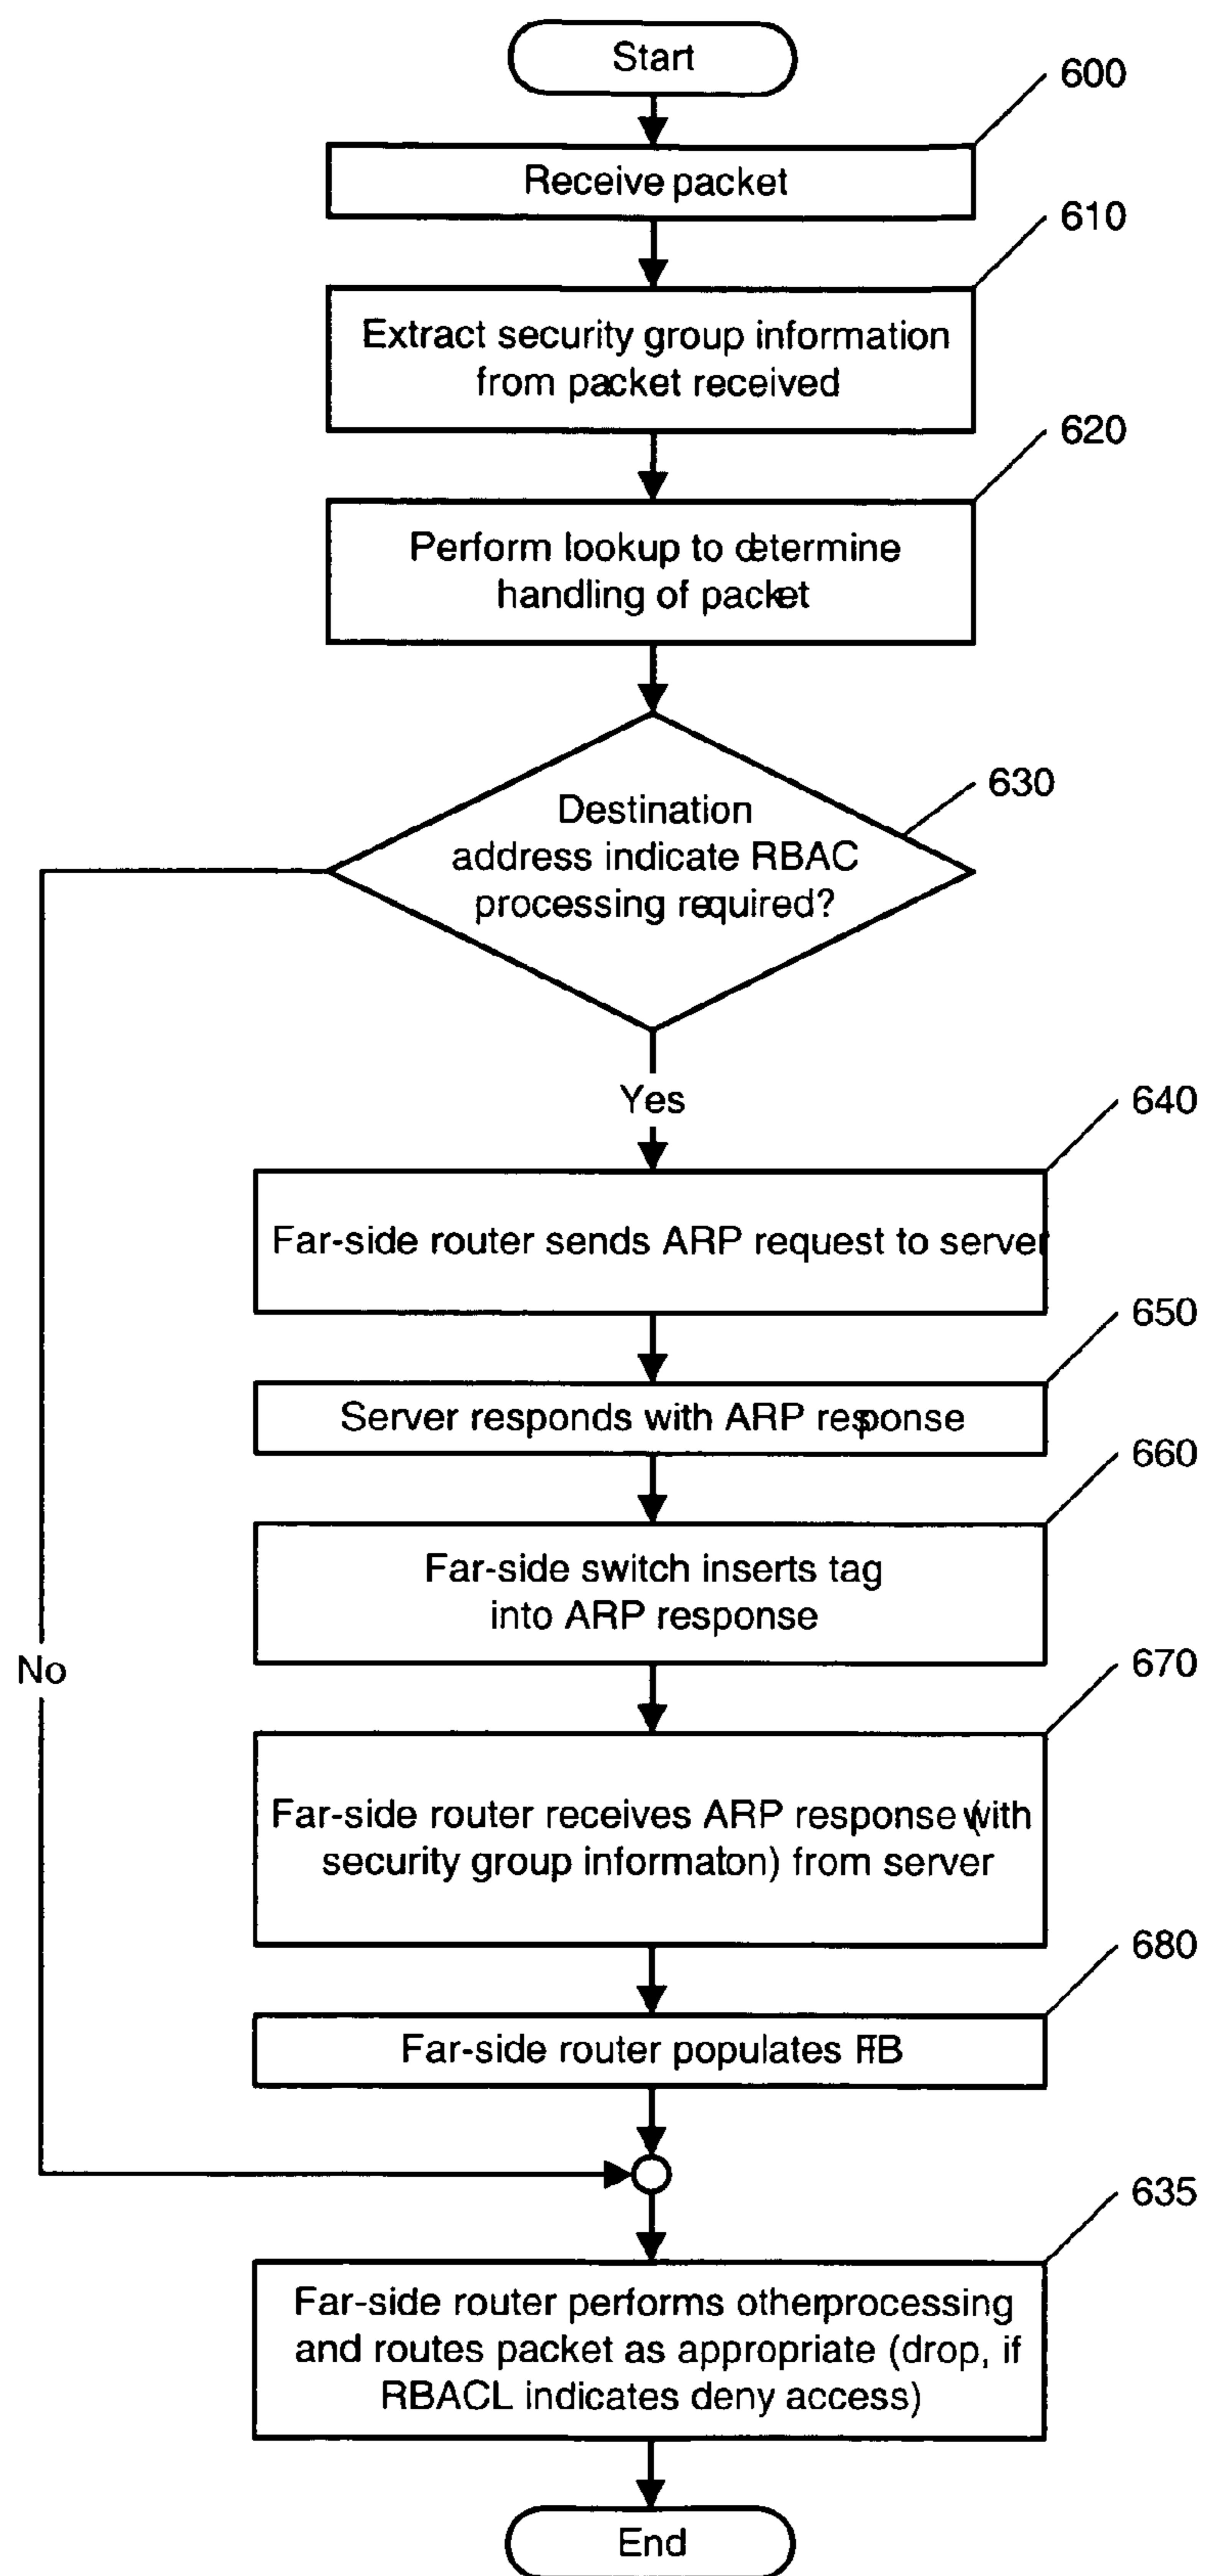 Start
600
Receive packet
610
Extract security group information
from packet received
620
Perform lookup to determine
handling of packet
630
Destination
address indicate RBAC
processing required?
Yes
640
Far-side router sends ARP request to server
650
Server responds with ARP response
660
Far-side switch inserts tag
into ARP response
No
670
Far-side router receives ARP response (with
security group informaton) from server
680
Far-side router populates FIB
635
Far-side router performs other processing
and routes packet as appropriate (drop, if
RBACL indicates deny access)
End